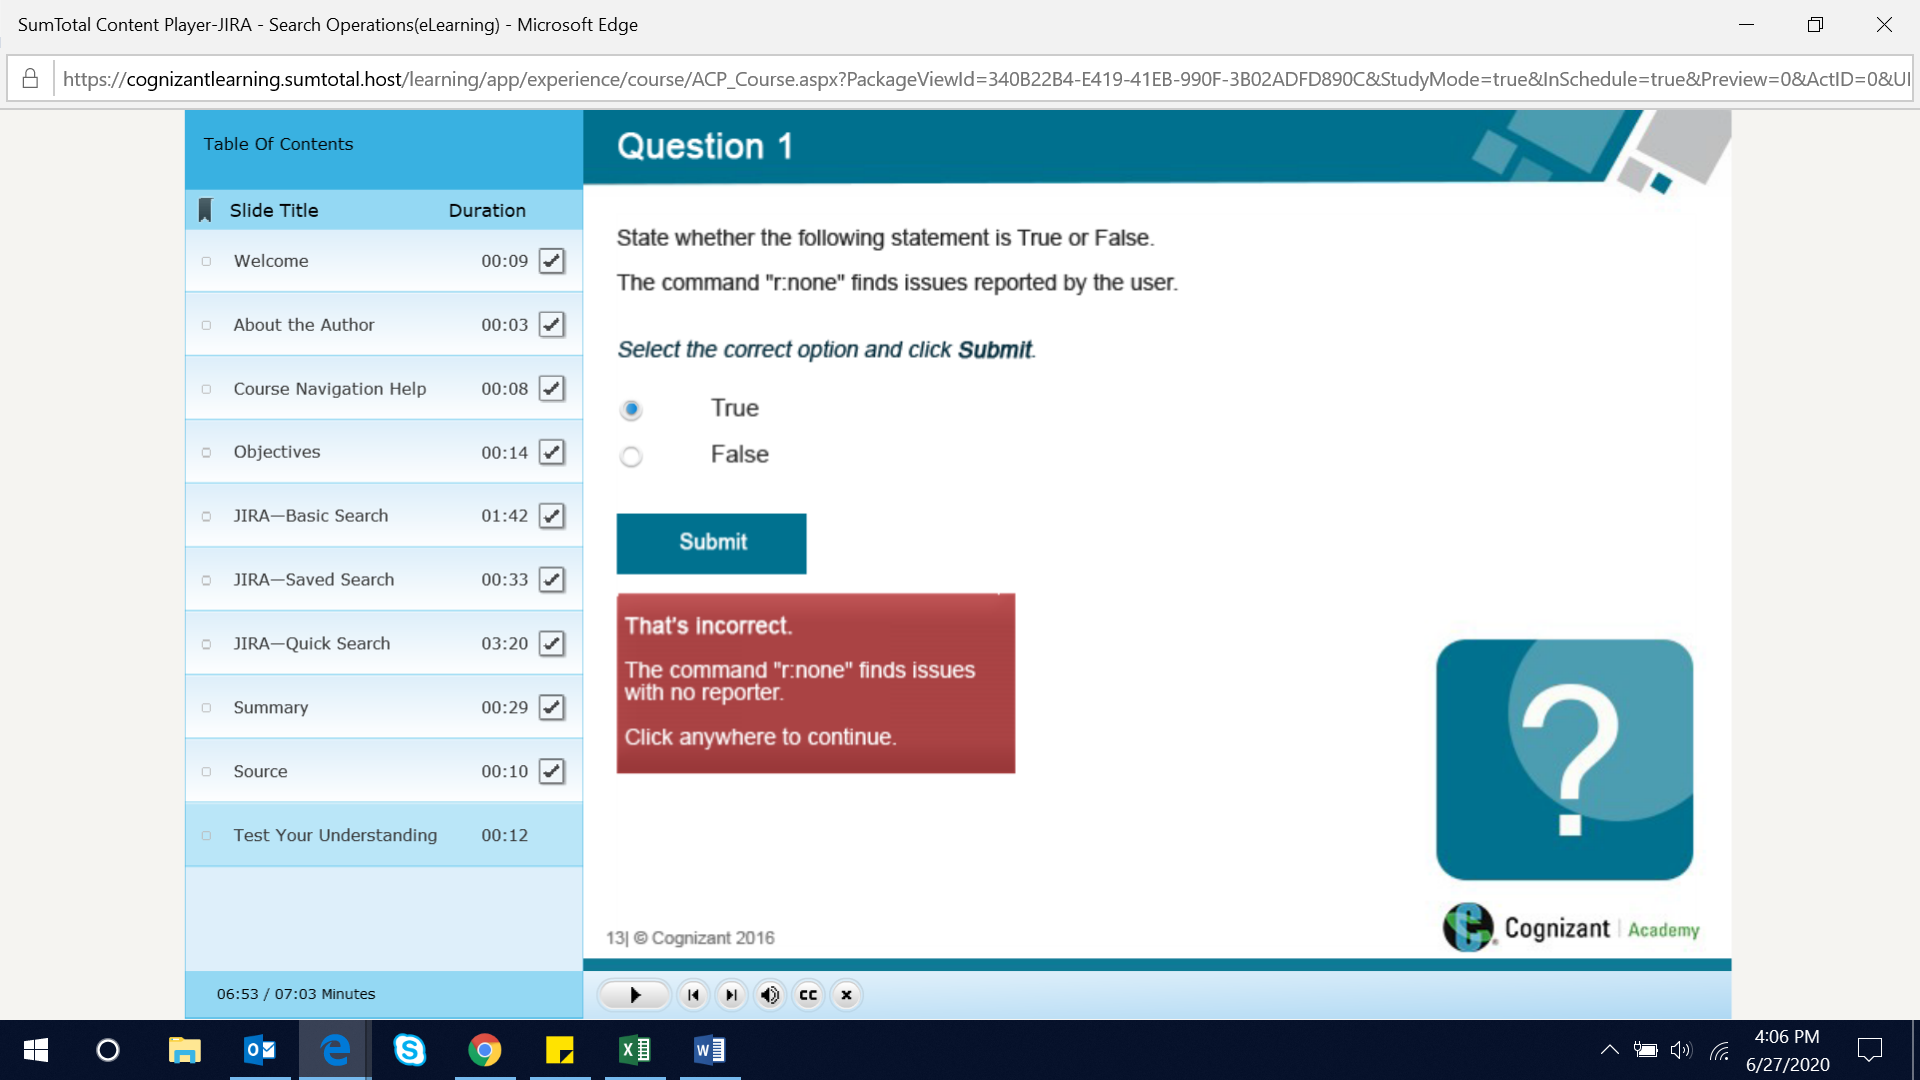 SumTotal Content Player-JIRA - Search Operations(eLearning) - Microsoft Edge
https://cognizantlearning.sumtotal.host/learning/app/experience/course/ACP_Course.aspx?PackageViewId=340B22B4-E419-41EB-990F-3B02ADFD890C&StudyMode=true&InSchedule=true&Preview=0&ActID=0&UI
Table Of Contents
Slide Title Duration
Welcome 00:09
About the Author 00:03
Course Navigation Help 00:08
Objectives 00:14
JIRA—Basic Search 01:42
JIRA—Saved Search 00:33
JIRA—Quick Search 03:20
Summary 00:29
Source 00:10
Test Your Understanding 00:12
06:53 / 07:03 Minutes
Question 1
State whether the following statement is True or False.
The command "r:none" finds issues reported by the user.
Select the correct option and click Submit.
True
False
Submit
That's incorrect.
The command "r:none" finds issues
with no reporter.
Click anywhere to continue.
?
13| © Cognizant 2016
Cognizant | Academy
CC
4:06 PM
6/27/2020